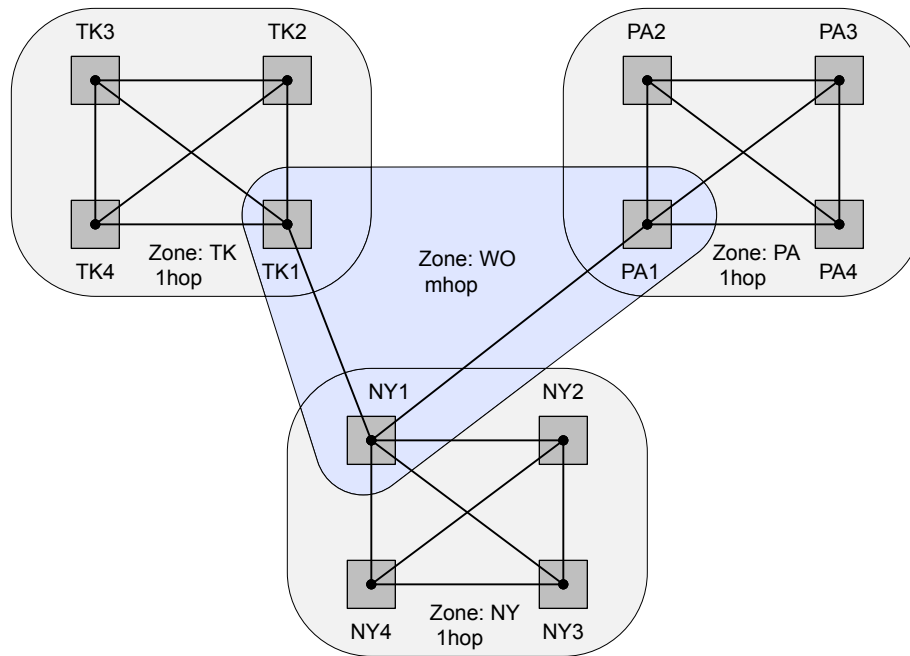 TK3
TK2
PA2
PA3
Zone: TK
1hop
TK4
TK1
Zone: WO
mhop
Zone: PA
1hop
PA1
PA4
NY1
NY2
Zone: NY
1hop
NY4
NY3